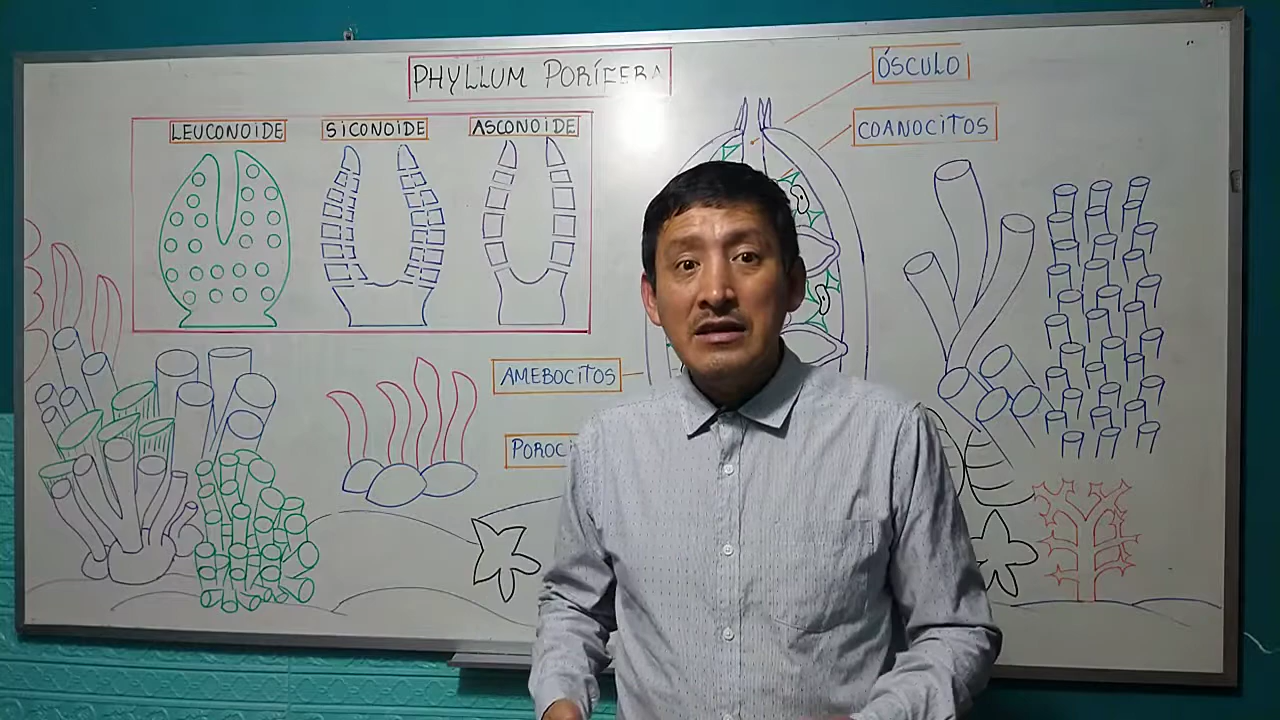 PHYLLUM PORÍFERA
LEUCONOIDE
SICONOIDE
ASCONOIDE
ÓSCULO
COANOCITOS
AMEBOCITOS